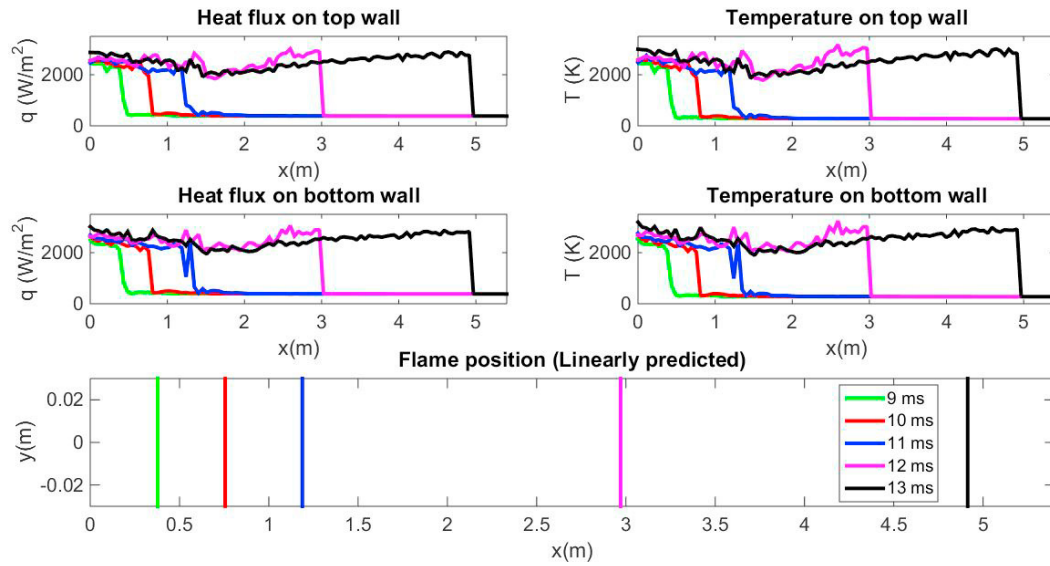 Heat flux on top wall
q (W/m²)
2000
0
0 1 2 3 4 5
x(m)
Temperature on top wall
T (K)
2000
0
0 1 2 3 4 5
x(m)
Heat flux on bottom wall
q (W/m²)
2000
0
0 1 2 3 4 5
x(m)
Temperature on bottom wall
T (K)
2000
0
0 1 2 3 4 5
x(m)
Flame position (Linearly predicted)
y(m)
0.02
0
-0.02
0 0.5 1 1.5 2 2.5 3 3.5 4 4.5 5
x(m)
9 ms
10 ms
11 ms
12 ms
13 ms